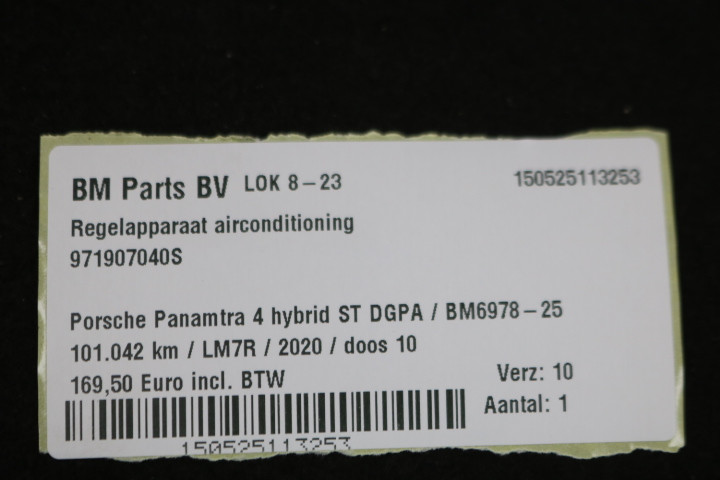 BM Parts BV LOK 8-23 150525113253
Regelapparaat airconditioning
971907040S
Porsche Panamtra 4 hybrid ST DGPA / BM6978-25
101.042 km / LM7R / 2020 / doos 10
169,50 Euro incl. BTW Verz: 10
Aantal: 1
150525113253